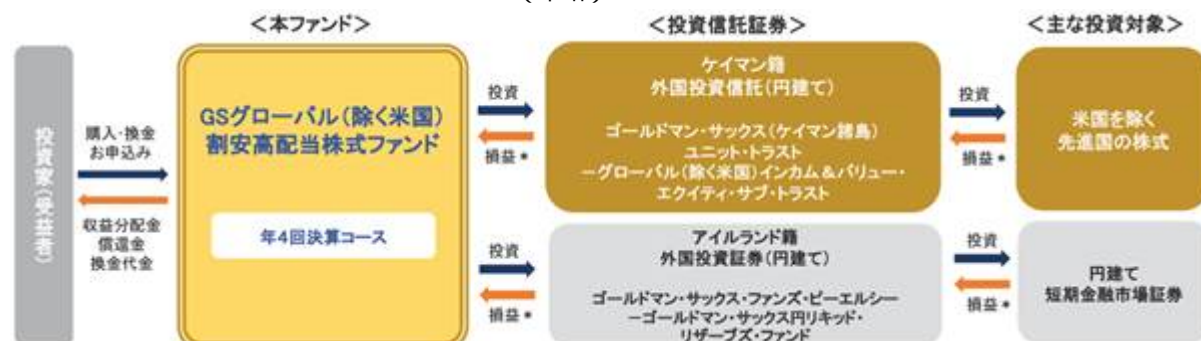 ＜本ファンド＞
＜投資信託証券＞
＜主な投資対象＞
投資家(受益者)
購入・換金
お申込み
収益分配金
償還金
換金代金
GSグローバル(除く米国)
割安高配当株式ファンド
年4回決算コース
投資
損益＊
投資
損益＊
ケイマン籍
外国投資信託(円建て)
ゴールドマン・サックス(ケイマン諸島)
ユニット・トラスト
－グローバル(除く米国)インカム＆バリュー・
エクイティ・サブ・トラスト
アイルランド籍
外国投資証券(円建て)
ゴールドマン・サックス・ファンズ・ピーエルシー
－ゴールドマン・サックス円リキッド・
リザーブズ・ファンド
投資
損益＊
投資
損益＊
米国を除く
先進国の株式
円建て
短期金融市場証券